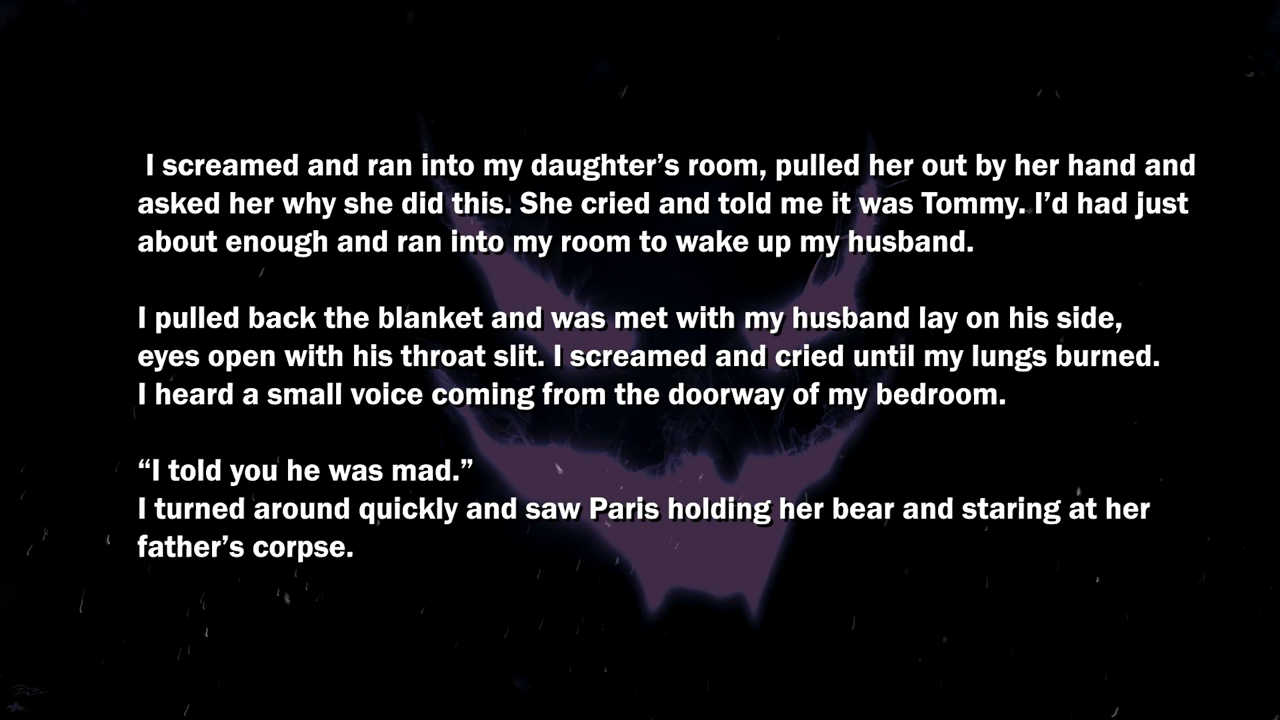 I screamed and ran into my daughter’s room, pulled her out by her hand and
asked her why she did this. She cried and told me it was Tommy. I’d had just
about enough and ran into my room to wake up my husband.
I pulled back the blanket and was met with my husband lay on his side,
eyes open with his throat slit. I screamed and cried until my lungs burned.
I heard a small voice coming from the doorway of my bedroom.
“I told you he was mad.”
I turned around quickly and saw Paris holding her bear and staring at her
father’s corpse.